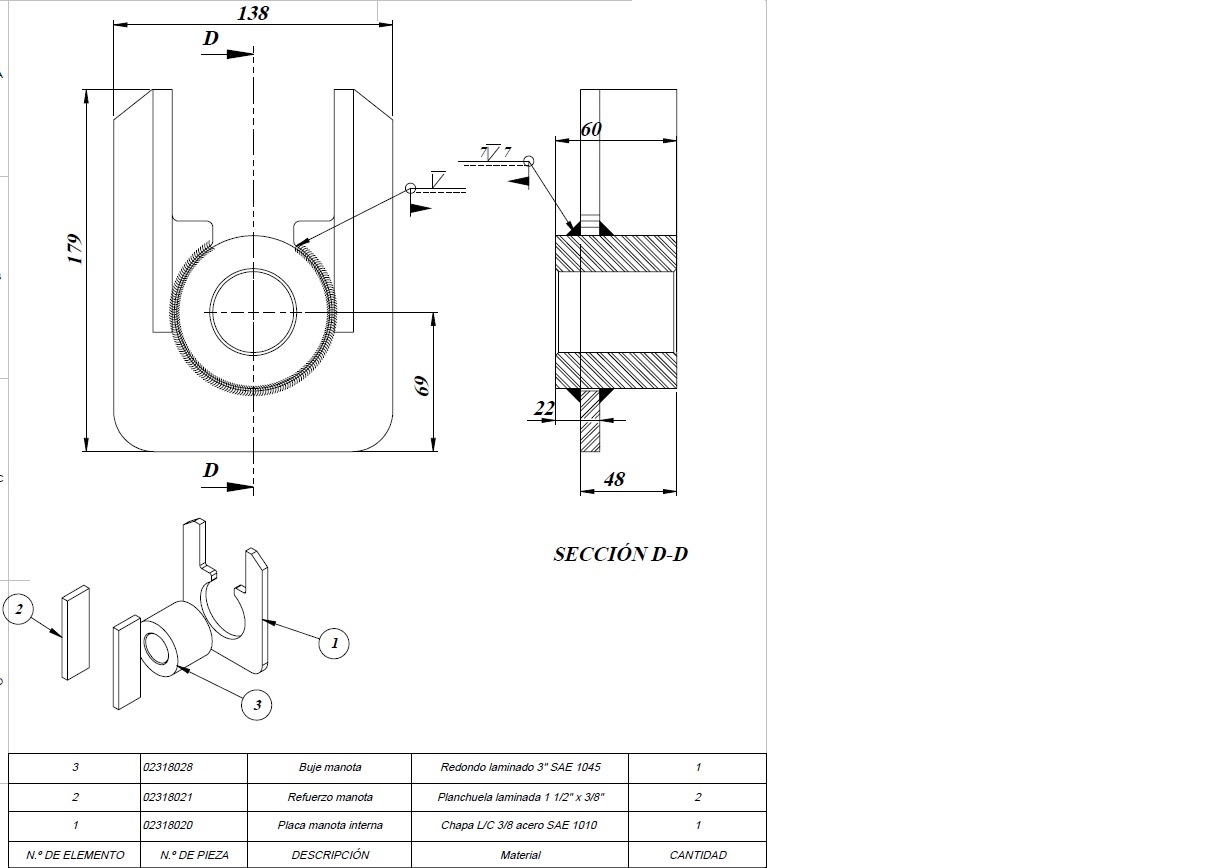 138
D
60
7 7
179
69
22
D
48
SECCIÓN D-D
2
1
3
3 02318028 Buje manota Redondo laminado 3" SAE 1045 1
2 02318021 Refuerzo manota Planchuela laminada 1 1/2" x 3/8" 2
1 02318020 Placa manota interna Chapa L/C 3/8 acero SAE 1010 1
N.º DE ELEMENTO N.º DE PIEZA DESCRIPCIÓN Material CANTIDAD